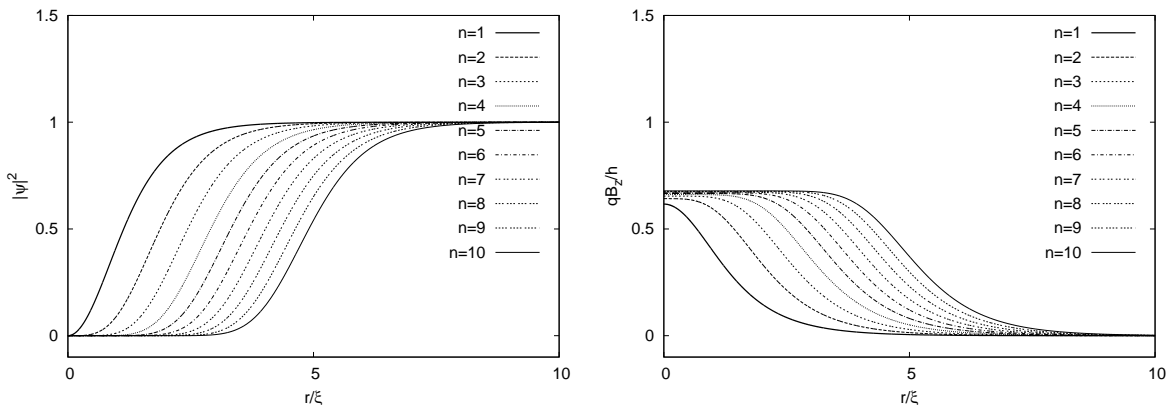 1.5
1
0.5
0
0
5
10
|ψ|²
r/ξ
n=1
n=2
n=3
n=4
n=5
n=6
n=7
n=8
n=9
n=10
1.5
1
0.5
0
0
5
10
qB_z/h
r/ξ
n=1
n=2
n=3
n=4
n=5
n=6
n=7
n=8
n=9
n=10